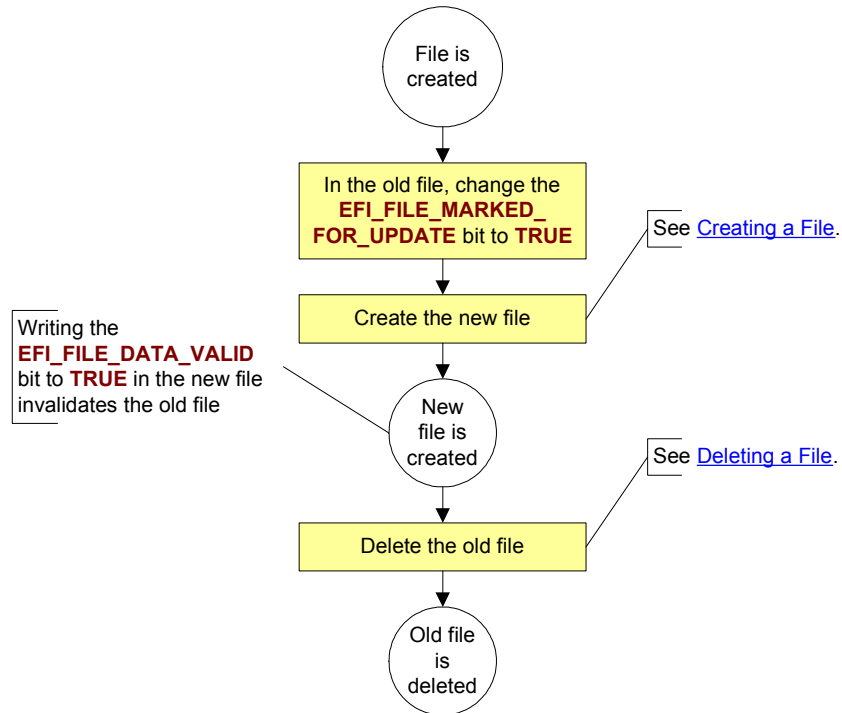 File is
created
In the old file, change the
EFI_FILE_MARKED_
FOR_UPDATE bit to TRUE
See Creating a File.
Create the new file
Writing the
EFI_FILE_DATA_VALID
bit to TRUE in the new file
invalidates the old file
New
file is
created
See Deleting a File.
Delete the old file
Old file
is
deleted